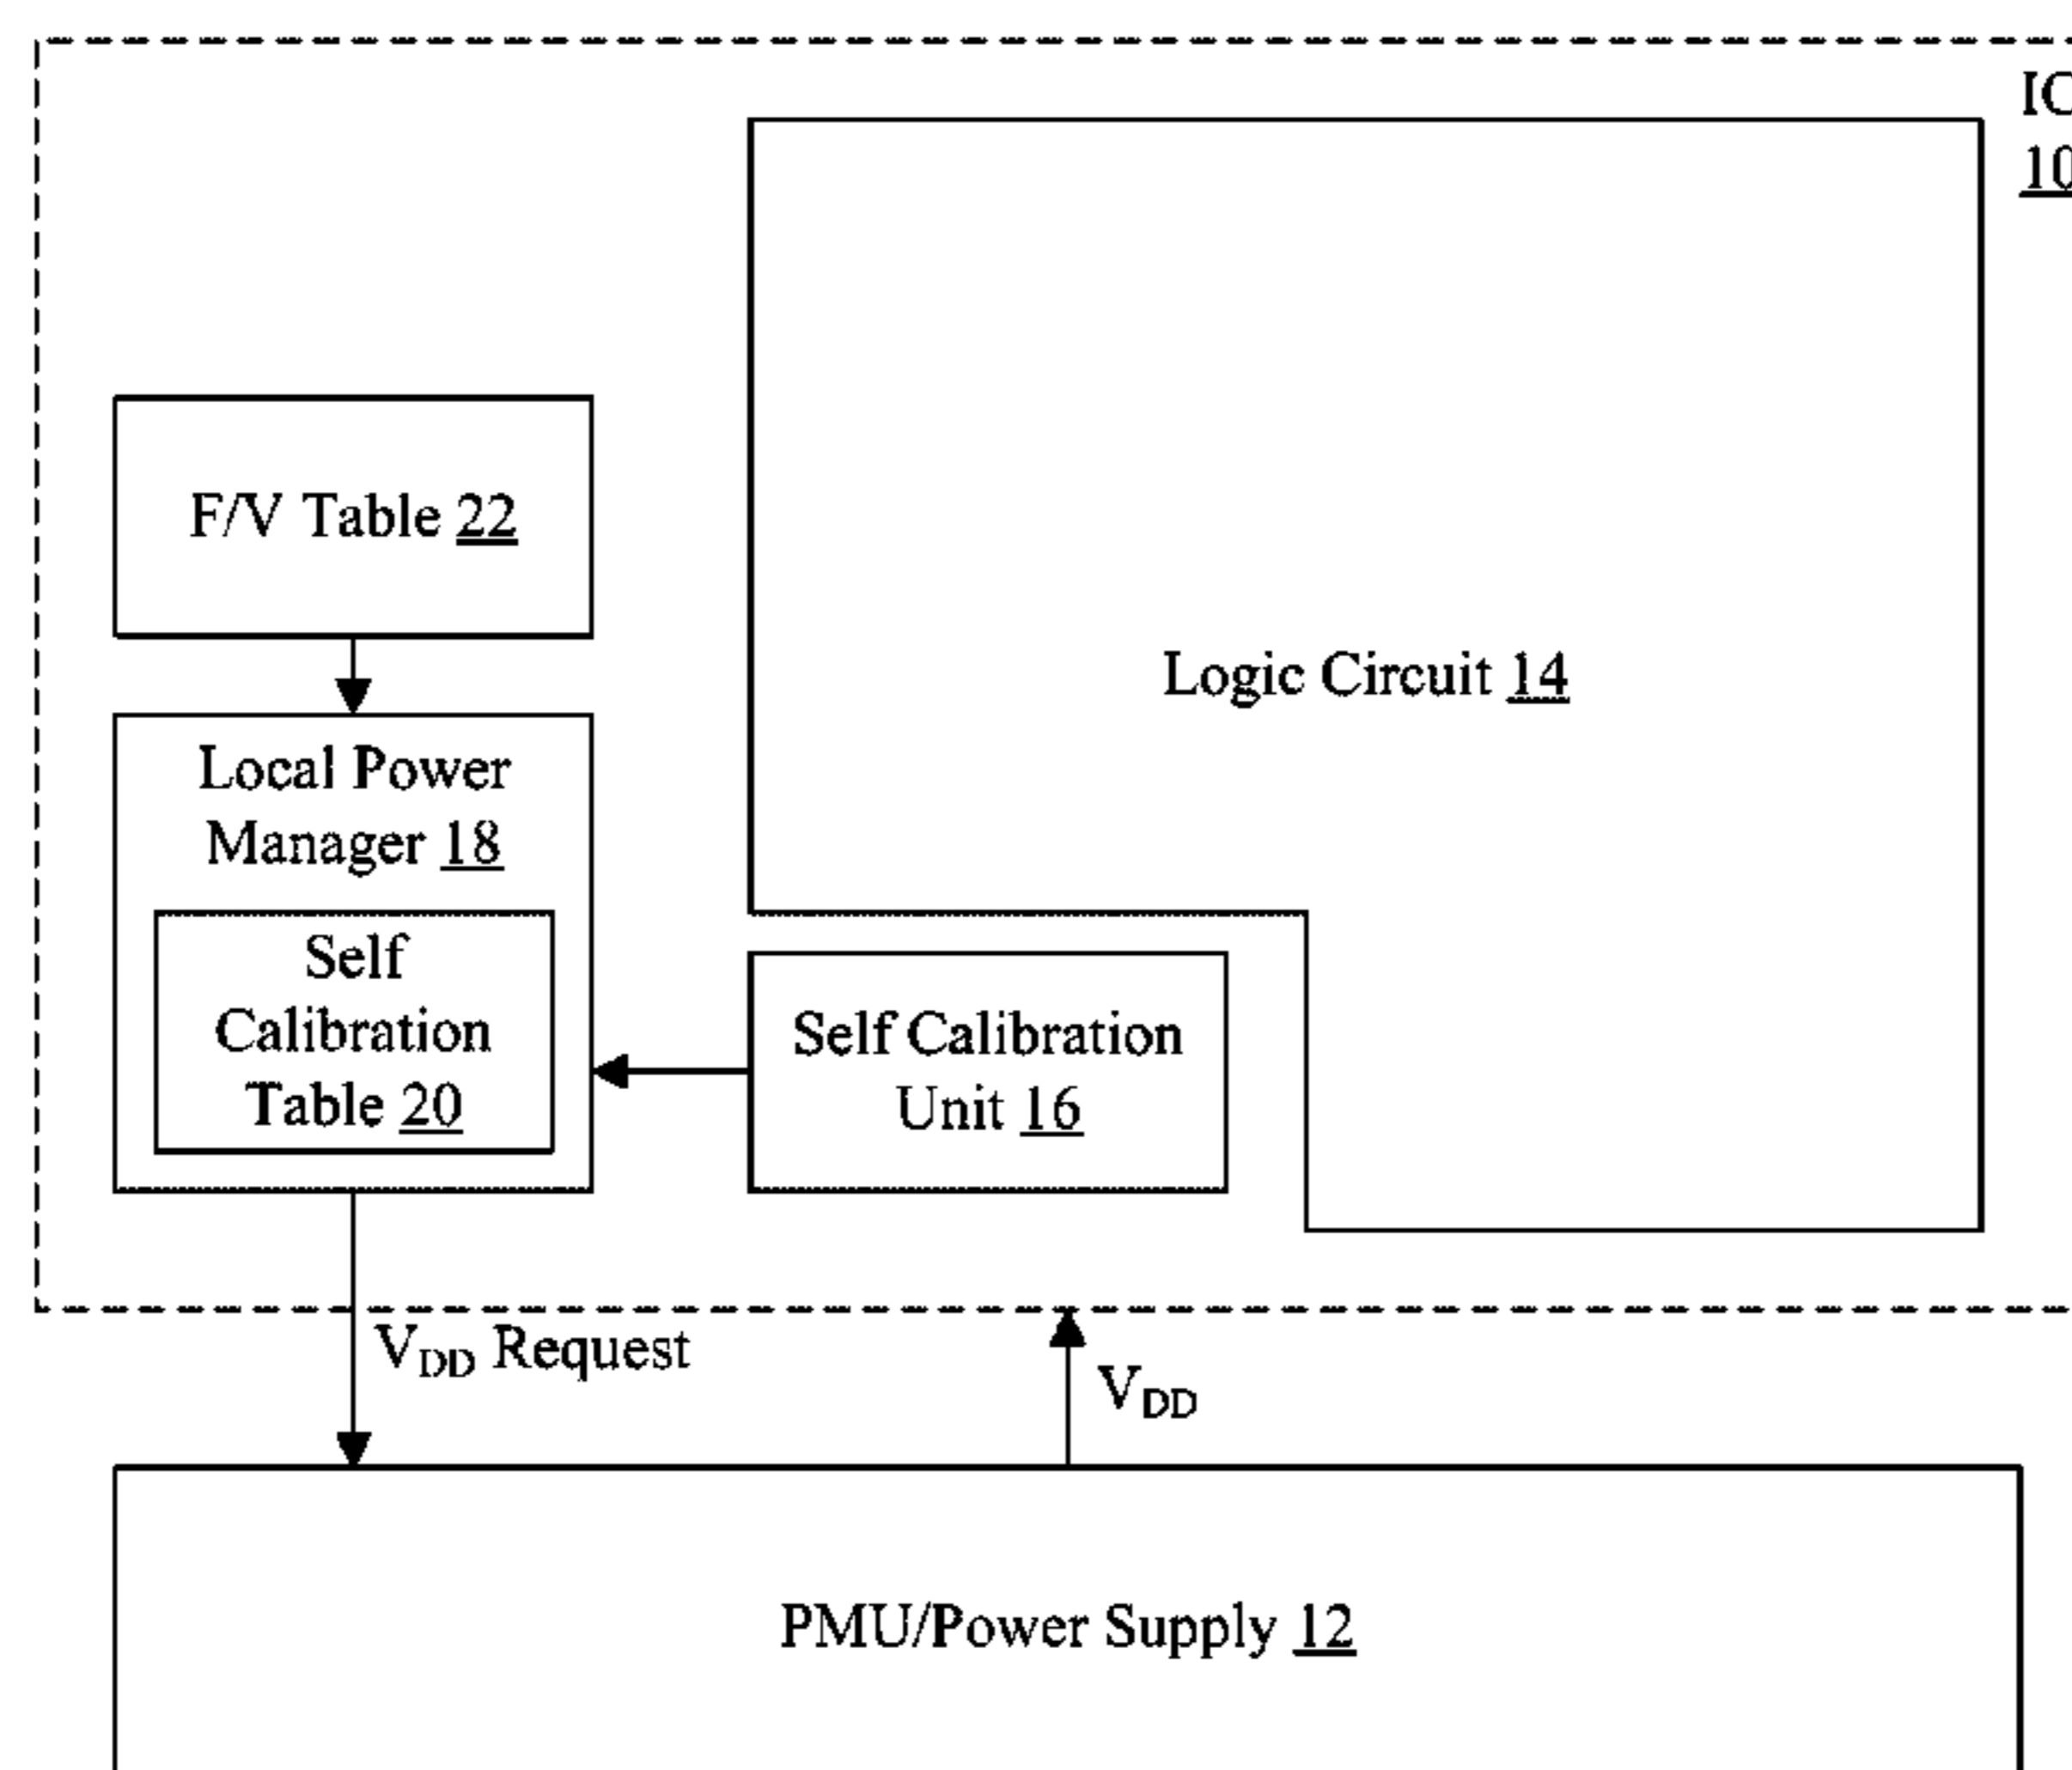 IC
10
F/V Table 22
Logic Circuit 14
Local Power
Manager 18
Self
Calibration
Table 20
Self Calibration
Unit 16
VDD Request
VDD
PMU/Power Supply 12